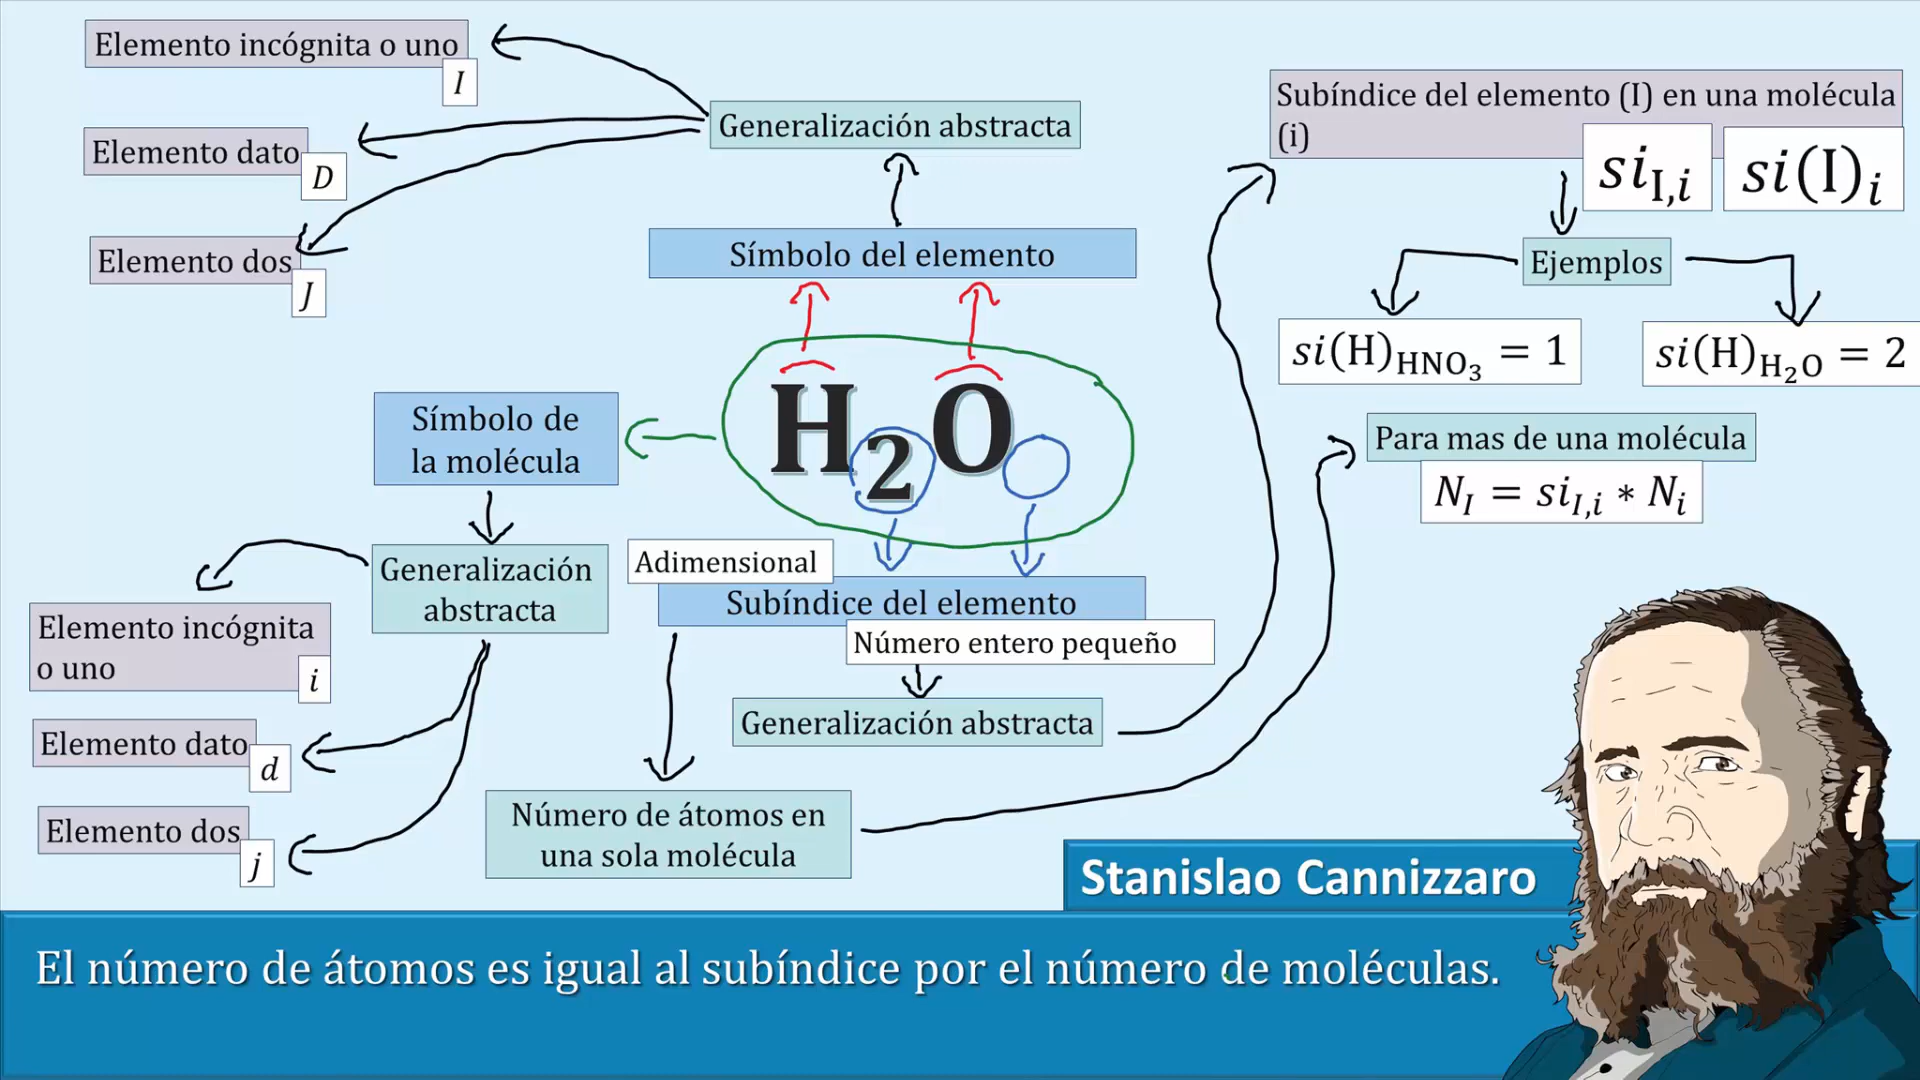 Elemento incógnita o uno
I
Elemento dato
D
Elemento dos
J
Generalización abstracta
Símbolo del elemento
H₂O
Símbolo de
la molécula
Generalización
abstracta
Elemento incógnita
o uno
i
Elemento dato
d
Elemento dos
j
Adimensional
Subíndice del elemento
Número entero pequeño
Generalización abstracta
Número de átomos en
una sola molécula
Subíndice del elemento (I) en una molécula
(i)
si_{I,i}
si(I)_i
Ejemplos
si(H)_{HNO₃} = 1
si(H)_{H₂O} = 2
Para mas de una molécula
N_I = si_{I,i} * N_i
Stanislao Cannizzaro
El número de átomos es igual al subíndice por el número de moléculas.